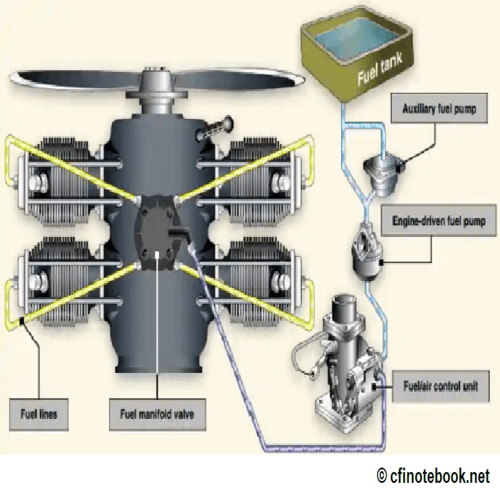 Fuel tank
Auxiliary fuel pump
Engine-driven fuel pump
Fuel/air control unit
Fuel lines
Fuel manifold valve
© cfinotebook.net